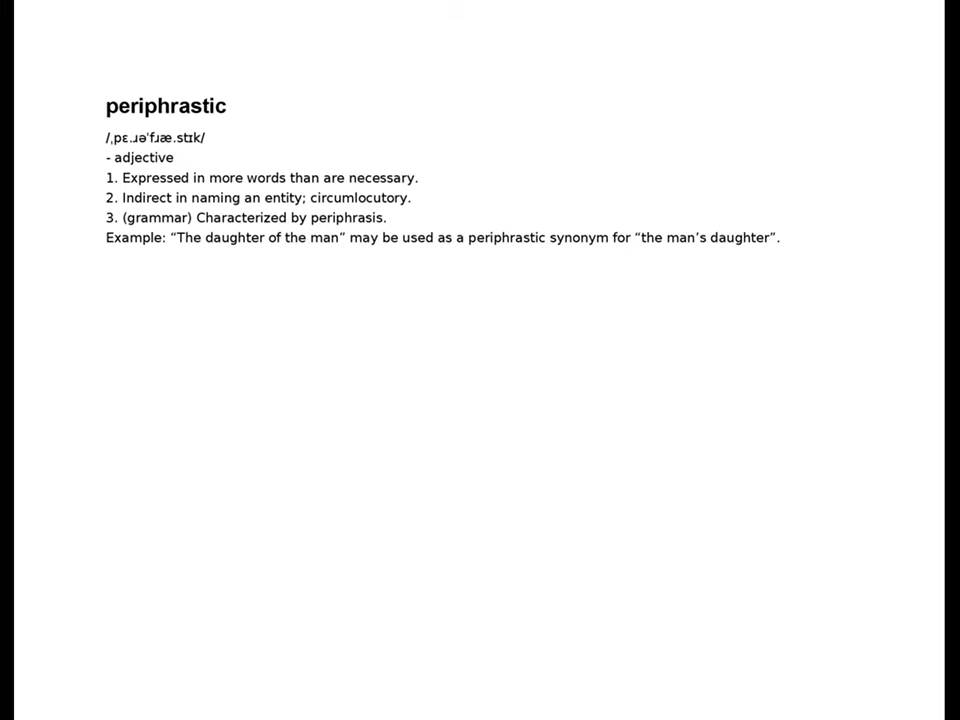 periphrastic
/ˌpɛ.ɹəˈfɹæ.stɪk/
- adjective
1. Expressed in more words than are necessary.
2. Indirect in naming an entity; circumlocutory.
3. (grammar) Characterized by periphrasis.
Example: “The daughter of the man” may be used as a periphrastic synonym for “the man’s daughter”.